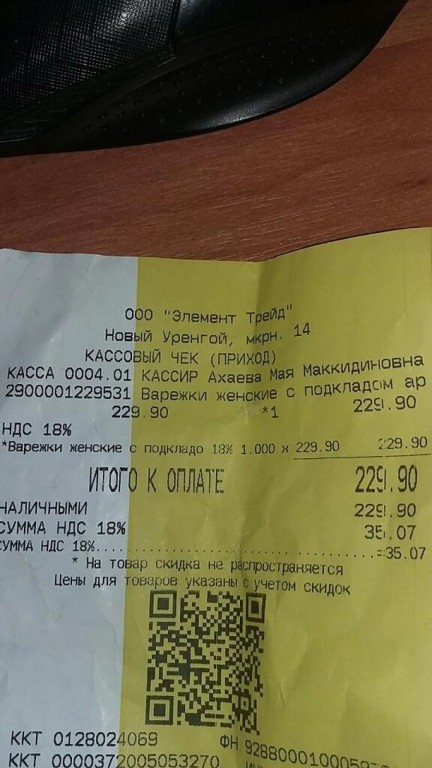 ООО "Элемент Трейд"
Новый Уренгой, мкрн. 14
КАССОВЫЙ ЧЕК (ПРИХОД)
КАССА 0004.01 КАССИР Ахаева Мая Маккидиновна
2900001229531 Варежки женские с подкладом ар
229.90 *1 229.90
НДС 18%
*Варежки женские с подкладо 18% 1.000 x 229.90 229.90
ИТОГО К ОПЛАТЕ 229.90
НАЛИЧНЫМИ 229.90
СУММА НДС 18% 35.07
СУММА НДС 18%......=35.07
* На товар скидка не распространяется
Цены для товаров указаны с учетом скидок
ККТ 0128024069 ФН
ККТ 0000372005053270